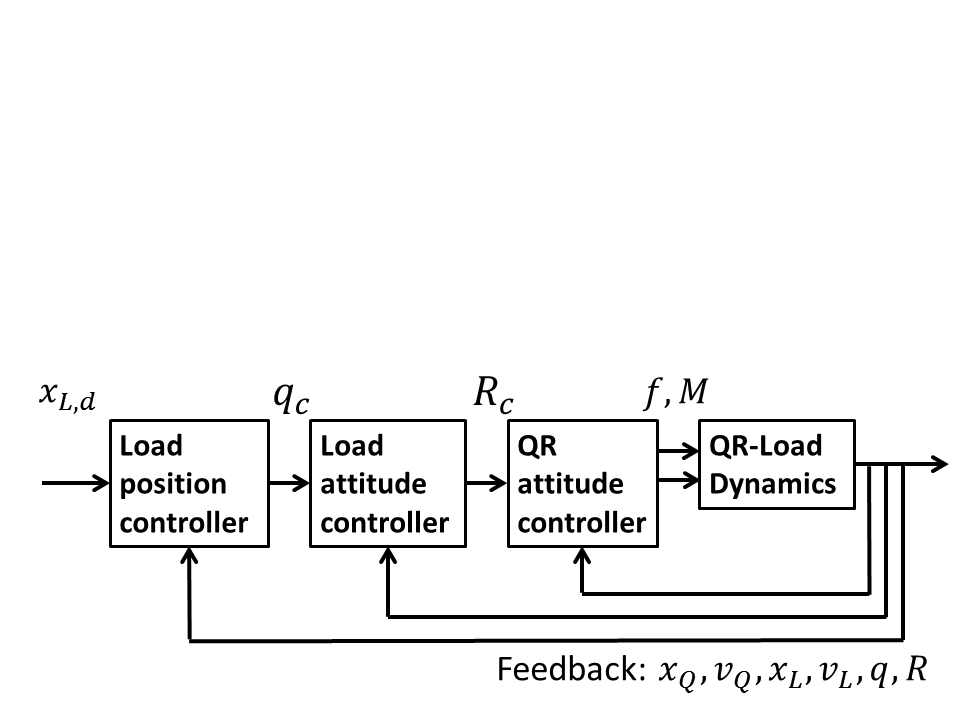 x_{L,d}
q_c
R_c
f, M
Load position controller
Load attitude controller
QR attitude controller
QR-Load Dynamics
Feedback: x_Q, v_Q, x_L, v_L, q, R